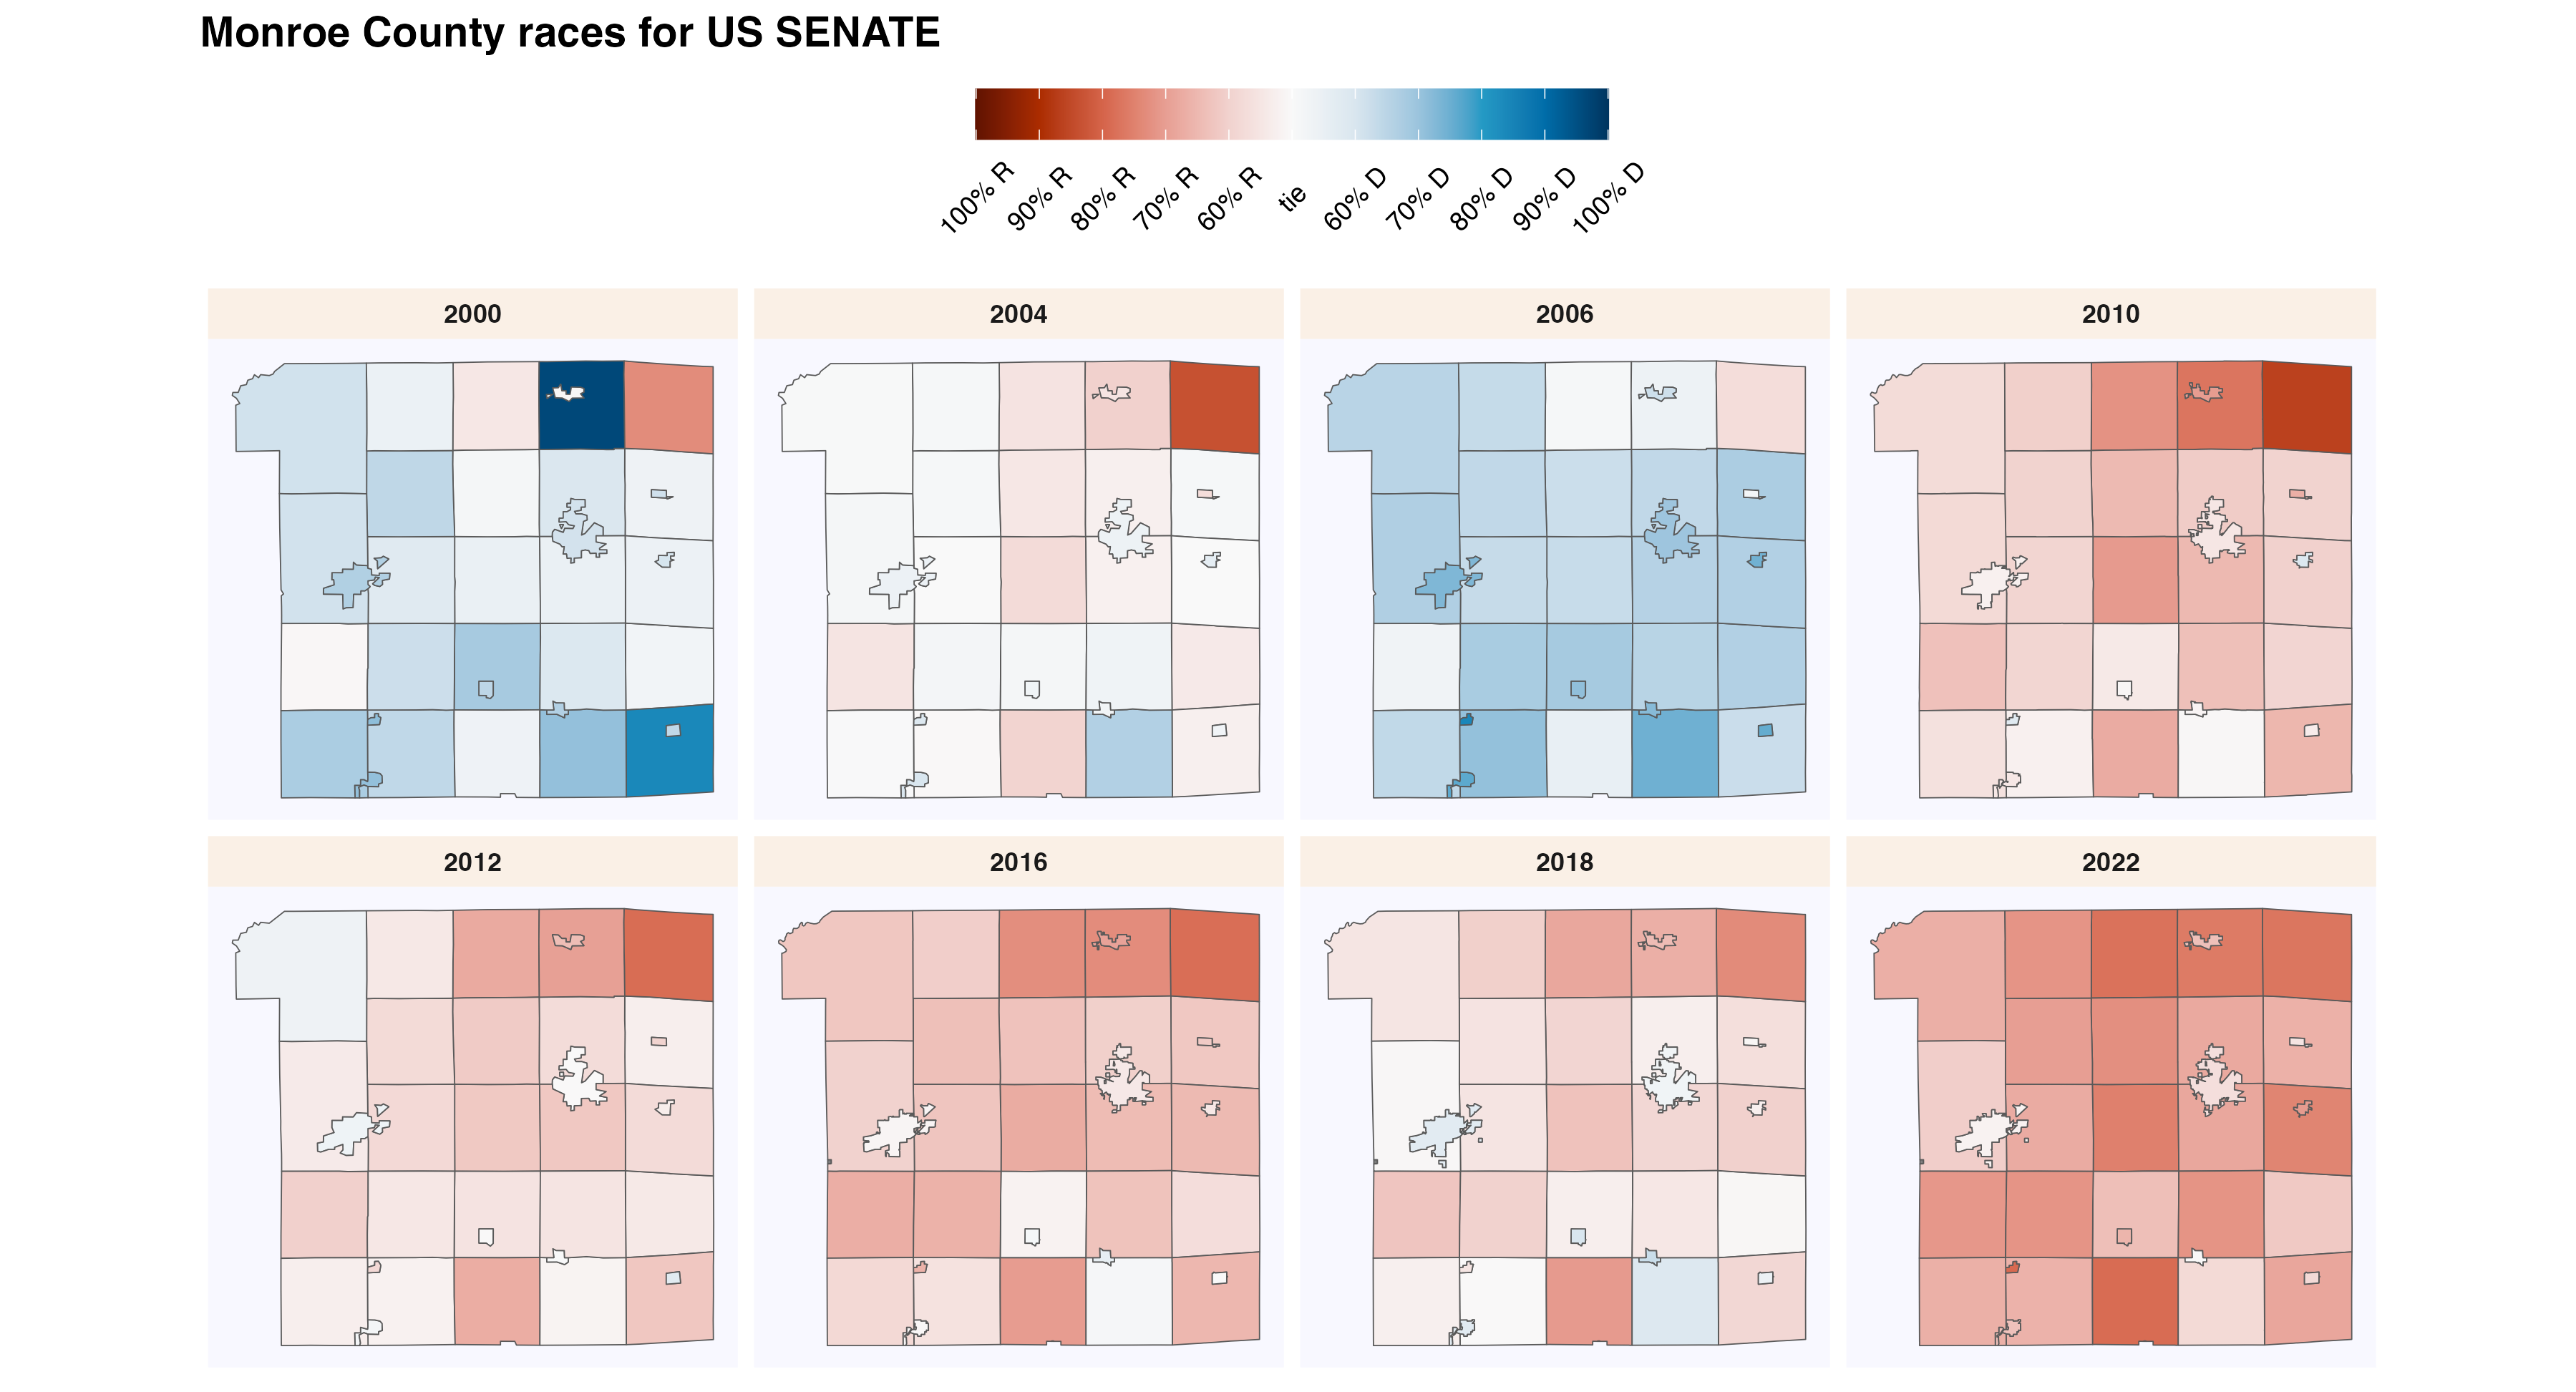 Monroe County races for US SENATE
100% R
90% R
80% R
70% R
60% R
tie
60% D
70% D
80% D
90% D
100% D
2000
2004
2006
2010
2012
2016
2018
2022